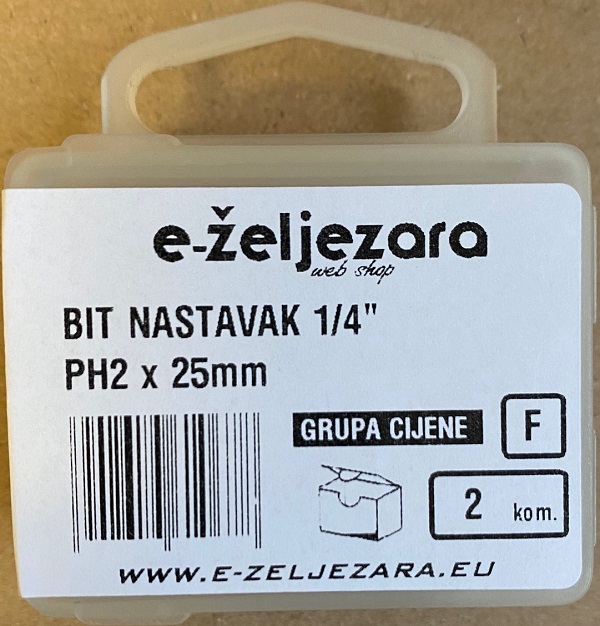 e-željezara
web shop
BIT NASTAVAK 1/4"
PH2 x 25mm
GRUPA CIJENE F
2 kom.
WWW.E-ZELJEZARA.EU